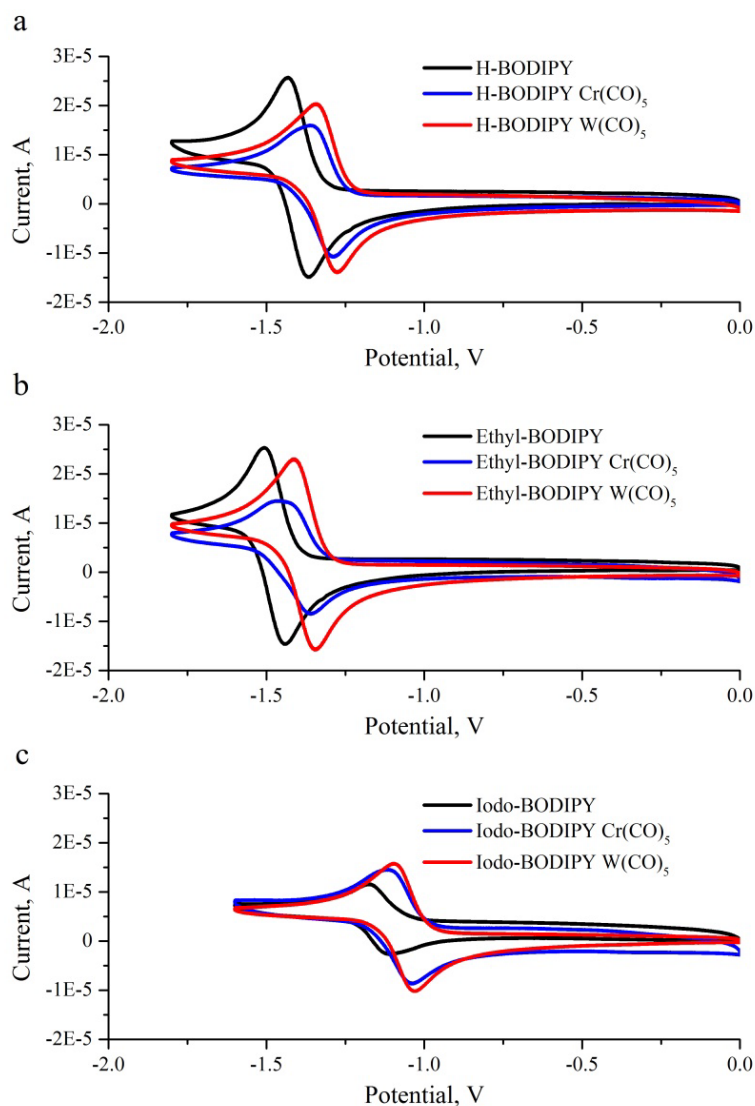 a
3E-5
2E-5
1E-5
0
-1E-5
-2E-5
Current, A
H-BODIPY
H-BODIPY Cr(CO)₅
H-BODIPY W(CO)₅
-2.0 -1.5 -1.0 -0.5 0.0
Potential, V
b
3E-5
2E-5
1E-5
0
-1E-5
-2E-5
Current, A
Ethyl-BODIPY
Ethyl-BODIPY Cr(CO)₅
Ethyl-BODIPY W(CO)₅
-2.0 -1.5 -1.0 -0.5 0.0
Potential, V
c
3E-5
2E-5
1E-5
0
-1E-5
-2E-5
Current, A
Iodo-BODIPY
Iodo-BODIPY Cr(CO)₅
Iodo-BODIPY W(CO)₅
-2.0 -1.5 -1.0 -0.5 0.0
Potential, V